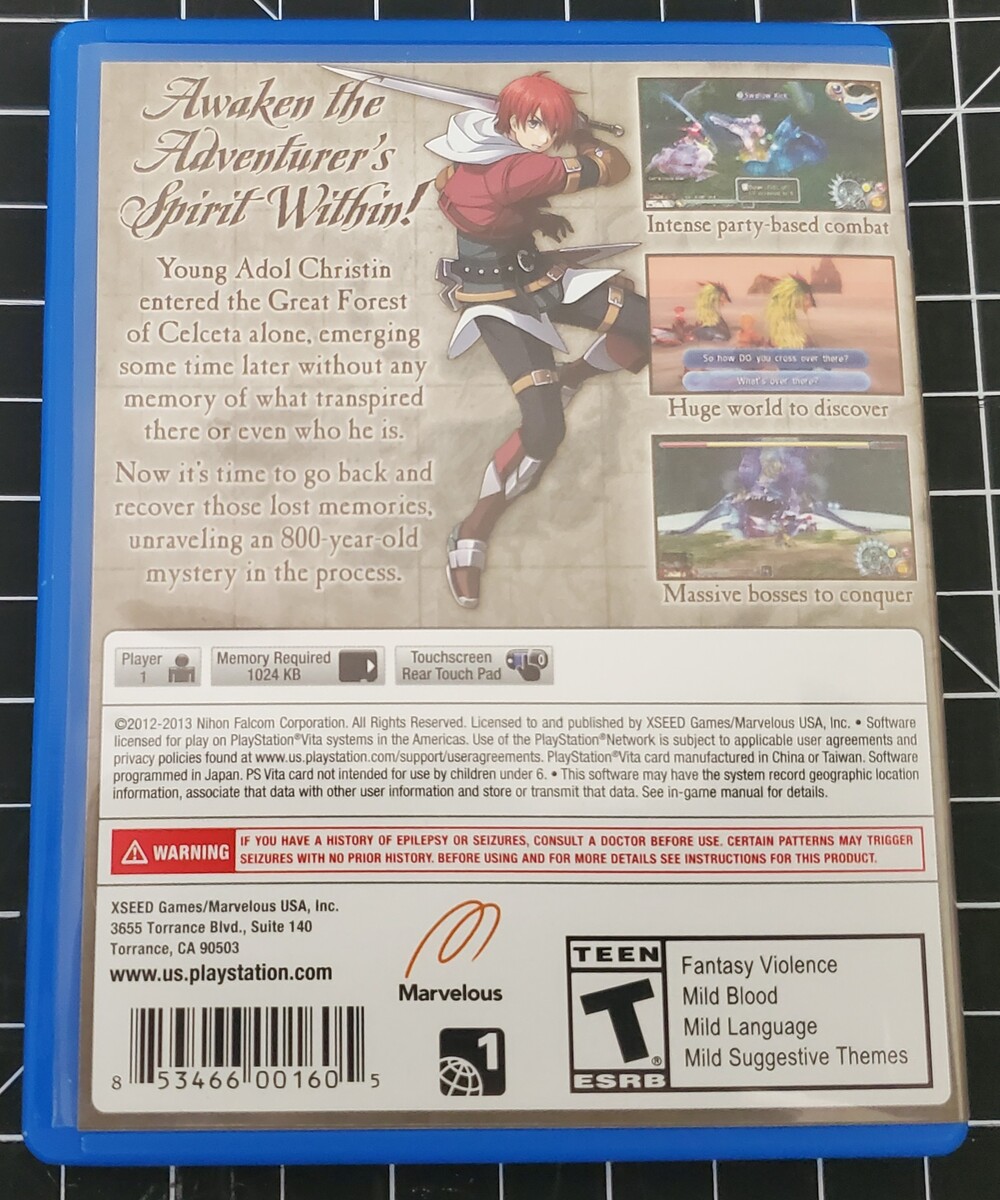 Awaken the
Adventurer's
Spirit Within!
Young Adol Christin
entered the Great Forest
of Celceta alone, emerging
some time later without any
memory of what transpired
there or even who he is.
Now it's time to go back and
recover those lost memories,
unraveling an 800-year-old
mystery in the process.
Swallow Kick
Intense party-based combat
So how DO you cross over there?
What's over there?
Huge world to discover
Massive bosses to conquer
Player
1
Memory Required
1024 KB
Touchscreen
Rear Touch Pad
©2012-2013 Nihon Falcom Corporation. All Rights Reserved. Licensed to and published by XSEED Games/Marvelous USA, Inc. • Software
licensed for play on PlayStation®Vita systems in the Americas. Use of the PlayStation®Network is subject to applicable user agreements and
privacy policies found at www.us.playstation.com/support/useragreements. PlayStation®Vita card manufactured in China or Taiwan. Software
programmed in Japan. PS Vita card not intended for use by children under 6. • This software may have the system record geographic location
information, associate that data with other user information and store or transmit that data. See in-game manual for details.
WARNING
IF YOU HAVE A HISTORY OF EPILEPSY OR SEIZURES, CONSULT A DOCTOR BEFORE USE. CERTAIN PATTERNS MAY TRIGGER
SEIZURES WITH NO PRIOR HISTORY. BEFORE USING AND FOR MORE DETAILS SEE INSTRUCTIONS FOR THIS PRODUCT.
XSEED Games/Marvelous USA, Inc.
3655 Torrance Blvd., Suite 140
Torrance, CA 90503
www.us.playstation.com
Marvelous
8 53466 00160 5
1
TEEN
T®
ESRB
Fantasy Violence
Mild Blood
Mild Language
Mild Suggestive Themes